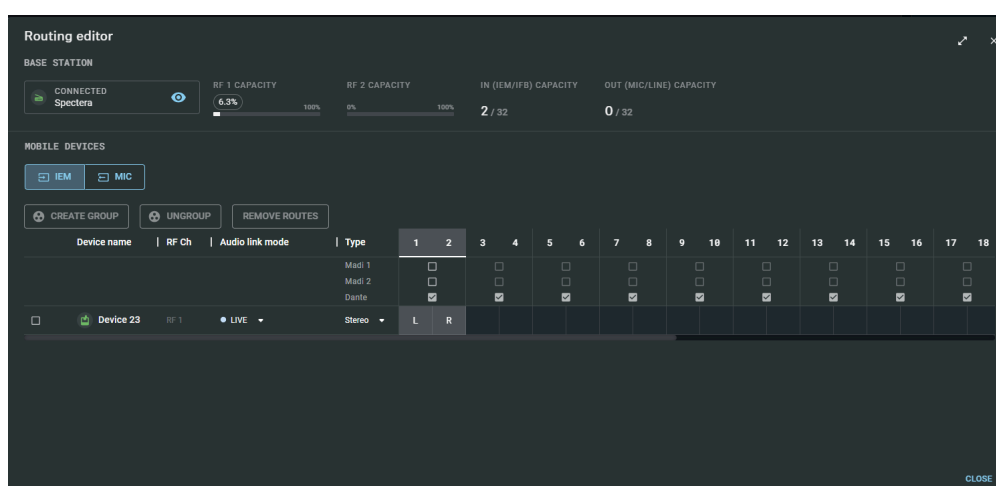 Routing editor
BASE STATION
CONNECTED
Spectera
RF 1 CAPACITY
6.3%
100%
RF 2 CAPACITY
0%
100%
IN (IEM/IFB) CAPACITY
2 / 32
OUT (MIC/LINE) CAPACITY
0 / 32
MOBILE DEVICES
IEM MIC
CREATE GROUP UNGROUP REMOVE ROUTES
Device name RF Ch Audio link mode Type 1 2 3 4 5 6 7 8 9 10 11 12 13 14 15 16 17 18
Madi 1
Madi 2
Dante
Device 23 RF 1 LIVE Stereo L R
CLOSE